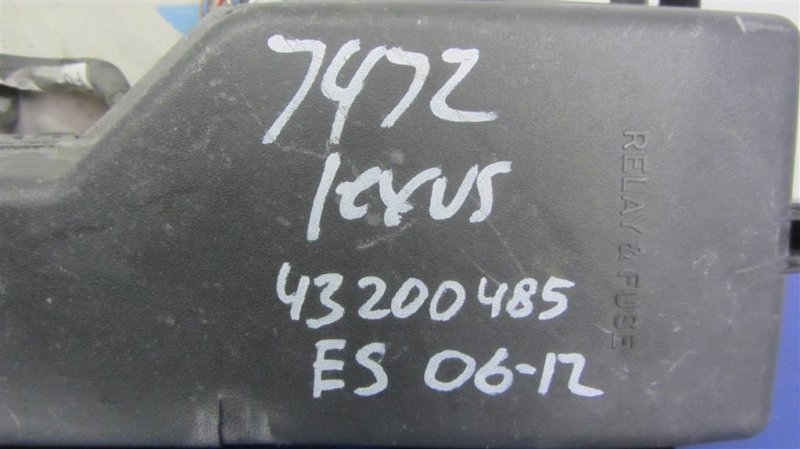 7472
lexus
43200485
ES 06-12
RELAY & FUSE